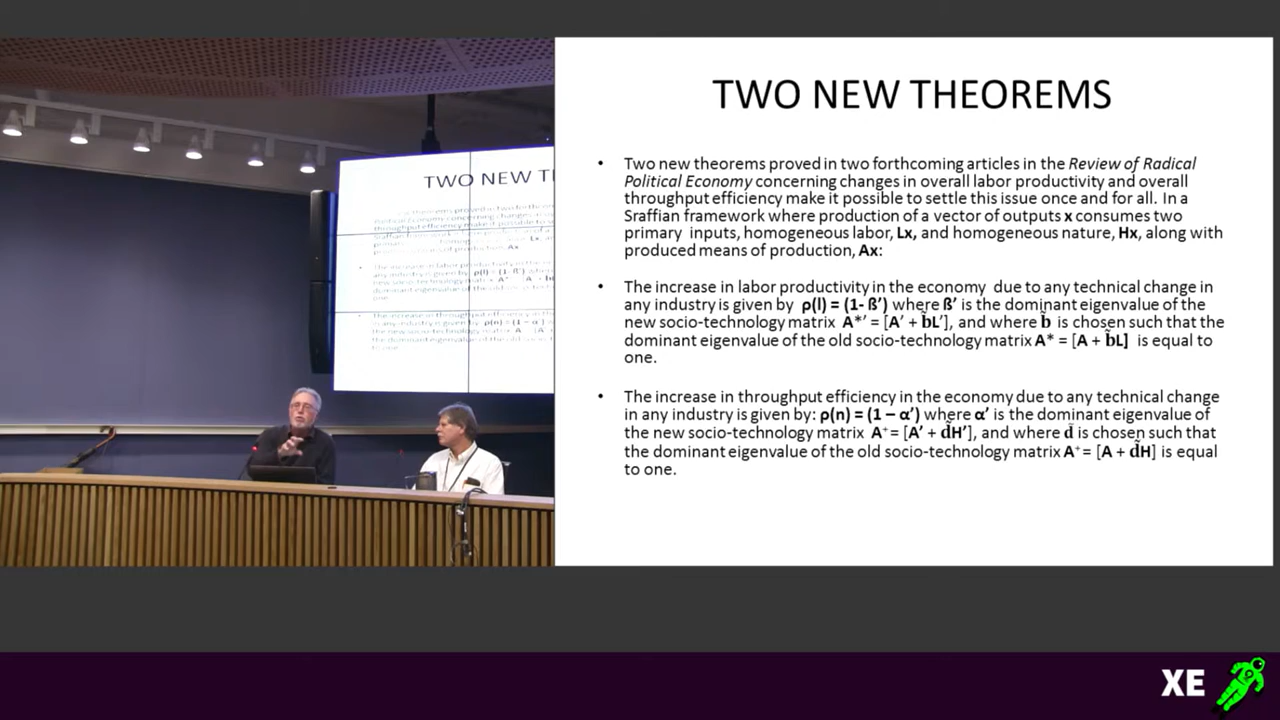 TWO NEW THEOREMS
• Two new theorems proved in two forthcoming articles in the Review of Radical
Political Economy concerning changes in overall labor productivity and overall
throughput efficiency make it possible to settle this issue once and for all. In a
Sraffian framework where production of a vector of outputs x consumes two
primary inputs, homogeneous labor, Lx, and homogeneous nature, Hx, along with
produced means of production, Ax:
• The increase in labor productivity in the economy due to any technical change in
any industry is given by ρ(l) = (1- ß′) where ß′ is the dominant eigenvalue of the
new socio-technology matrix A*′ = [A′ + b̃L′], and where b̃ is chosen such that the
dominant eigenvalue of the old socio-technology matrix A* = [A + b̃L] is equal to
one.
• The increase in throughput efficiency in the economy due to any technical change
in any industry is given by: ρ(n) = (1 – α′) where α′ is the dominant eigenvalue of
the new socio-technology matrix A⁺ = [A′ + d̃H′], and where d̃ is chosen such that
the dominant eigenvalue of the old socio-technology matrix A⁺ = [A + d̃H] is equal
to one.
TWO NEW T
XE